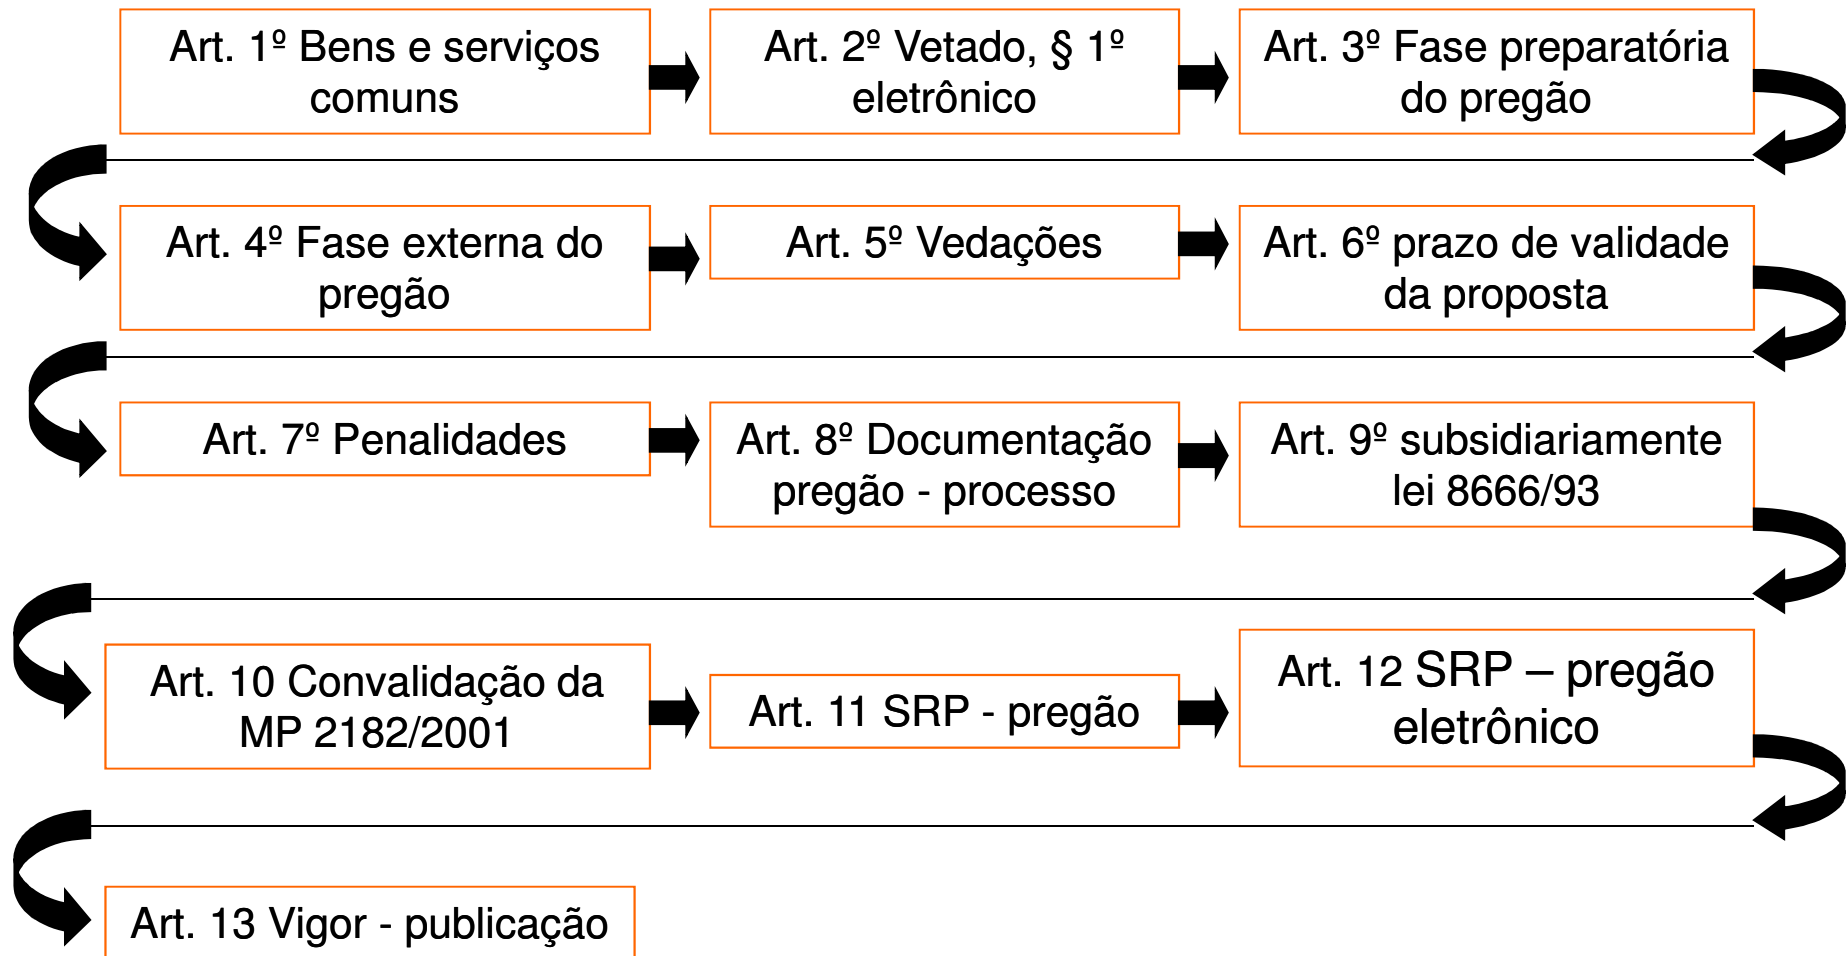 Art. 1º Bens e serviços
comuns
Art. 2º Vetado, § 1º
eletrônico
Art. 3º Fase preparatória
do pregão
Art. 4º Fase externa do
pregão
Art. 5º Vedações
Art. 6º prazo de validade
da proposta
Art. 7º Penalidades
Art. 8º Documentação
pregão - processo
Art. 9º subsidiariamente
lei 8666/93
Art. 10 Convalidação da
MP 2182/2001
Art. 11 SRP - pregão
Art. 12 SRP – pregão
eletrônico
Art. 13 Vigor - publicação